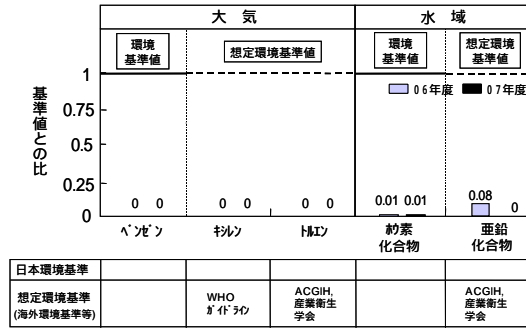 大 気
水 域
環境
基準値
想定環境基準値
環境
基準値
想定環境
基準値
基準値との比
1
0.75
0.5
0.25
0
06年度 07年度
0 0
0 0
0 0
0.01 0.01
0.08 0
ベンゼン
キシレン
トルエン
ホウ素
化合物
亜鉛
化合物
日本環境基準
想定環境基準
(海外環境基準等)
WHO
ガイドライン
ACGIH,
産業衛生
学会
ACGIH,
産業衛生
学会